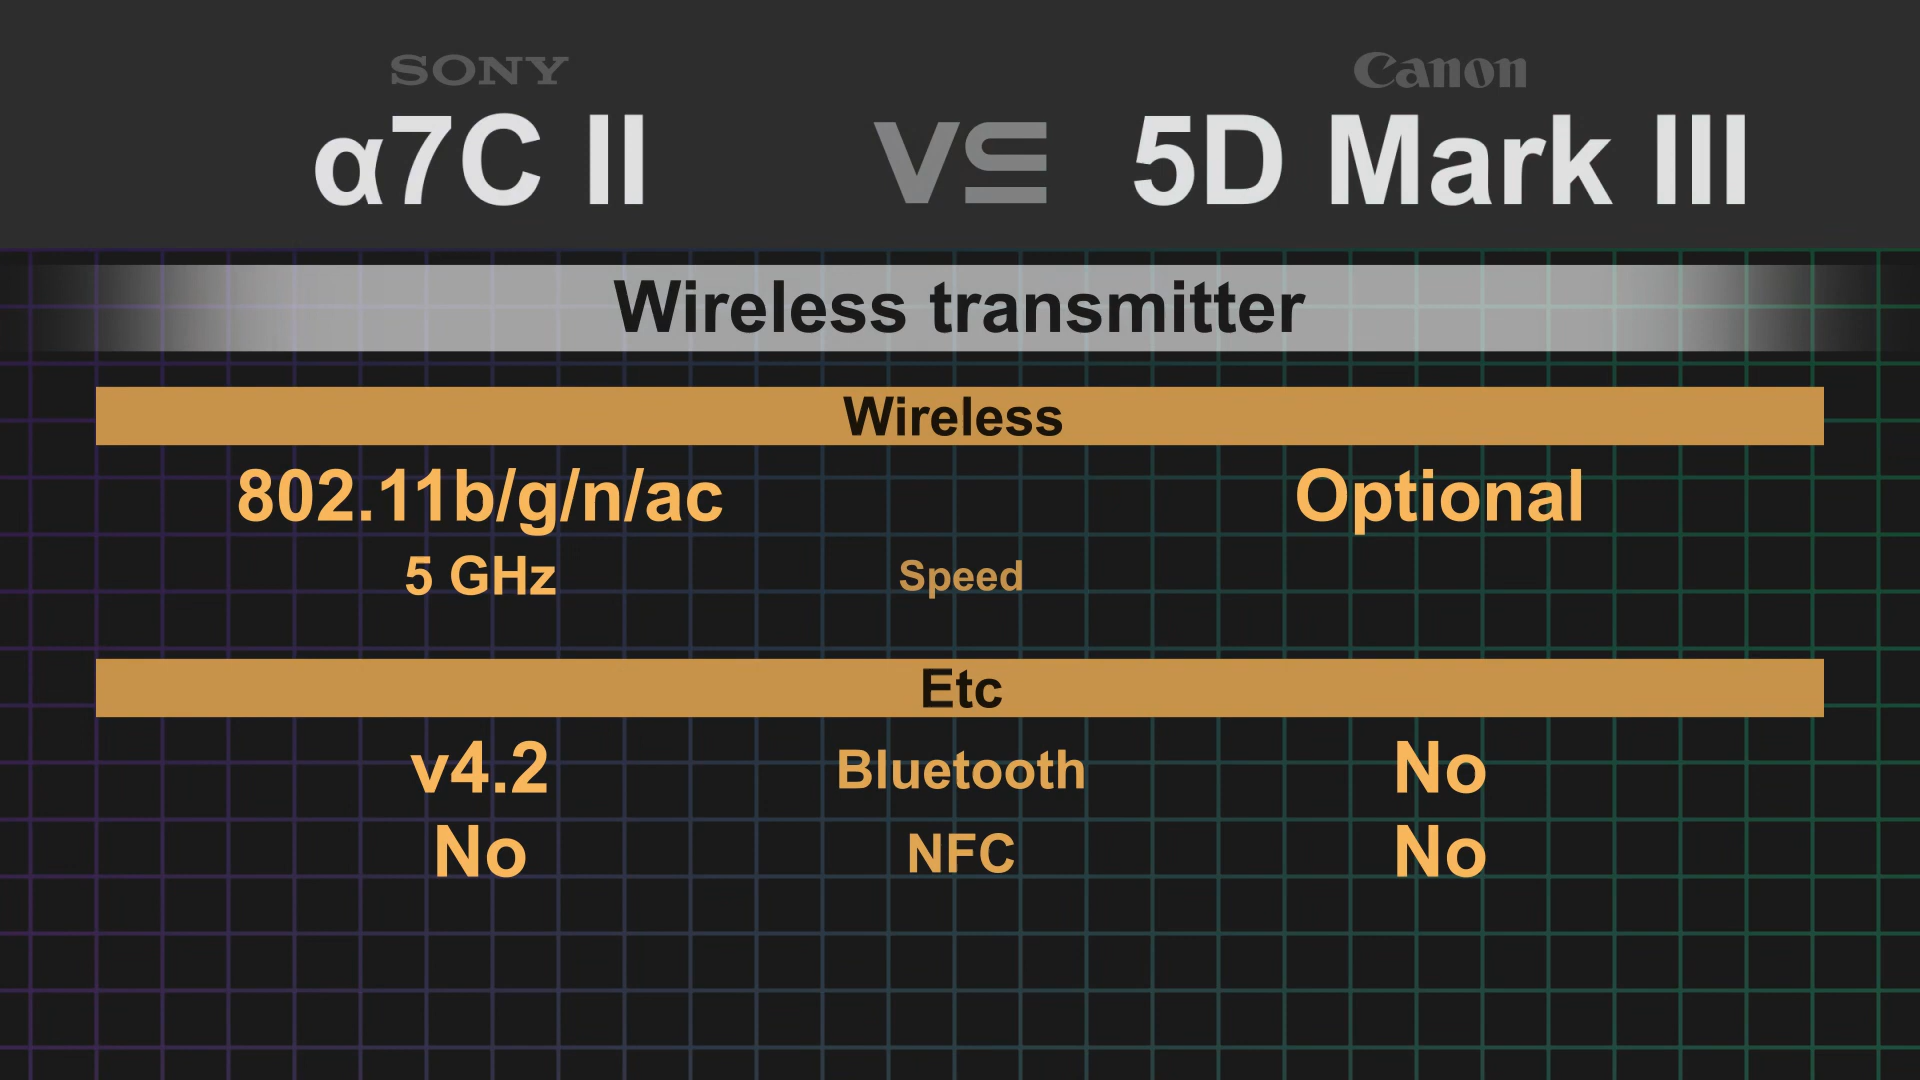 SONY
Canon
α7C II VS 5D Mark III
Wireless transmitter
Wireless
802.11b/g/n/ac Optional
5 GHz Speed
Etc
v4.2 Bluetooth No
No NFC No